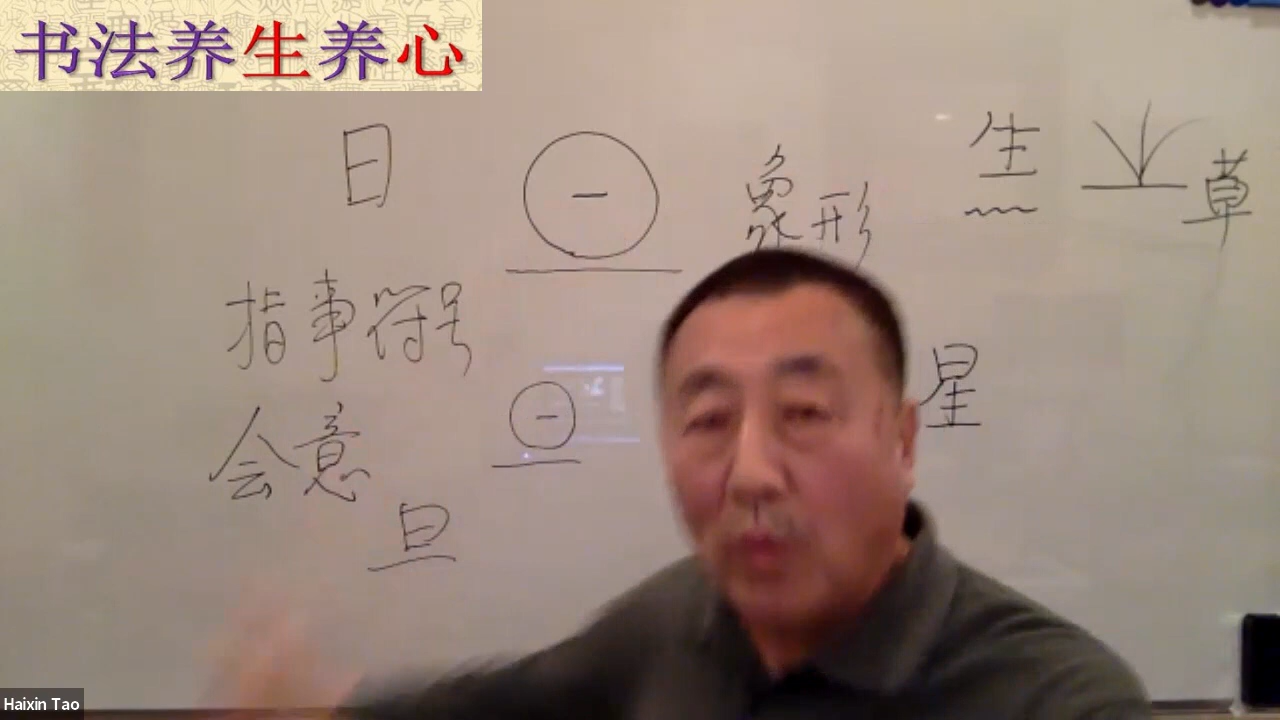 书法养生养心
日 象形 生 草
指事符号
星
会意
旦
Haixin Tao